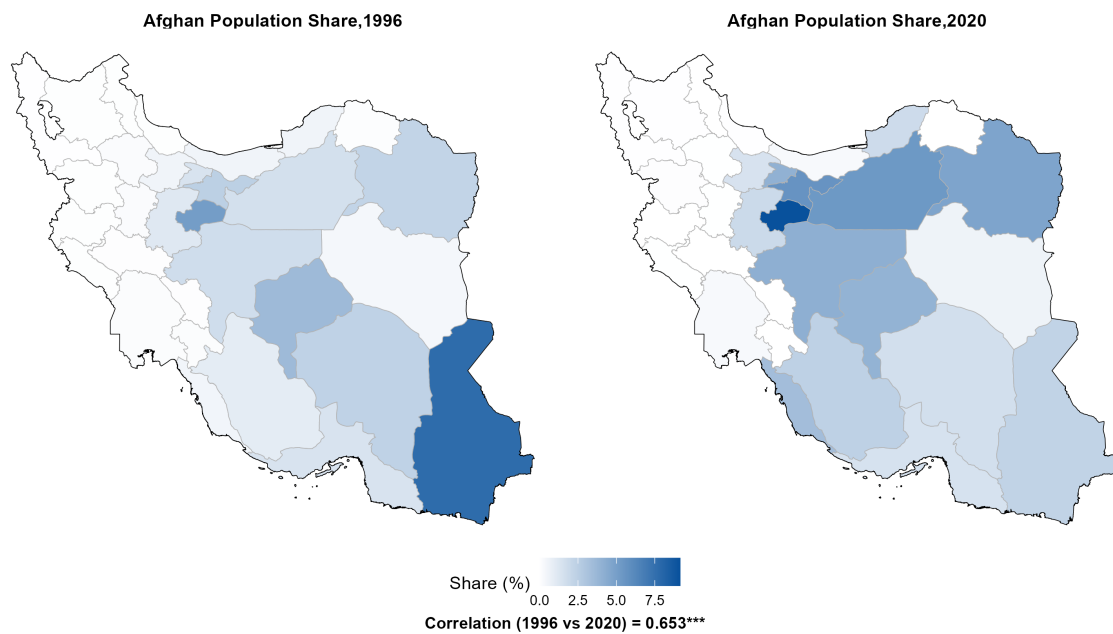 Afghan Population Share,1996
Afghan Population Share,2020
Share (%)
0.0 2.5 5.0 7.5
Correlation (1996 vs 2020) = 0.653***